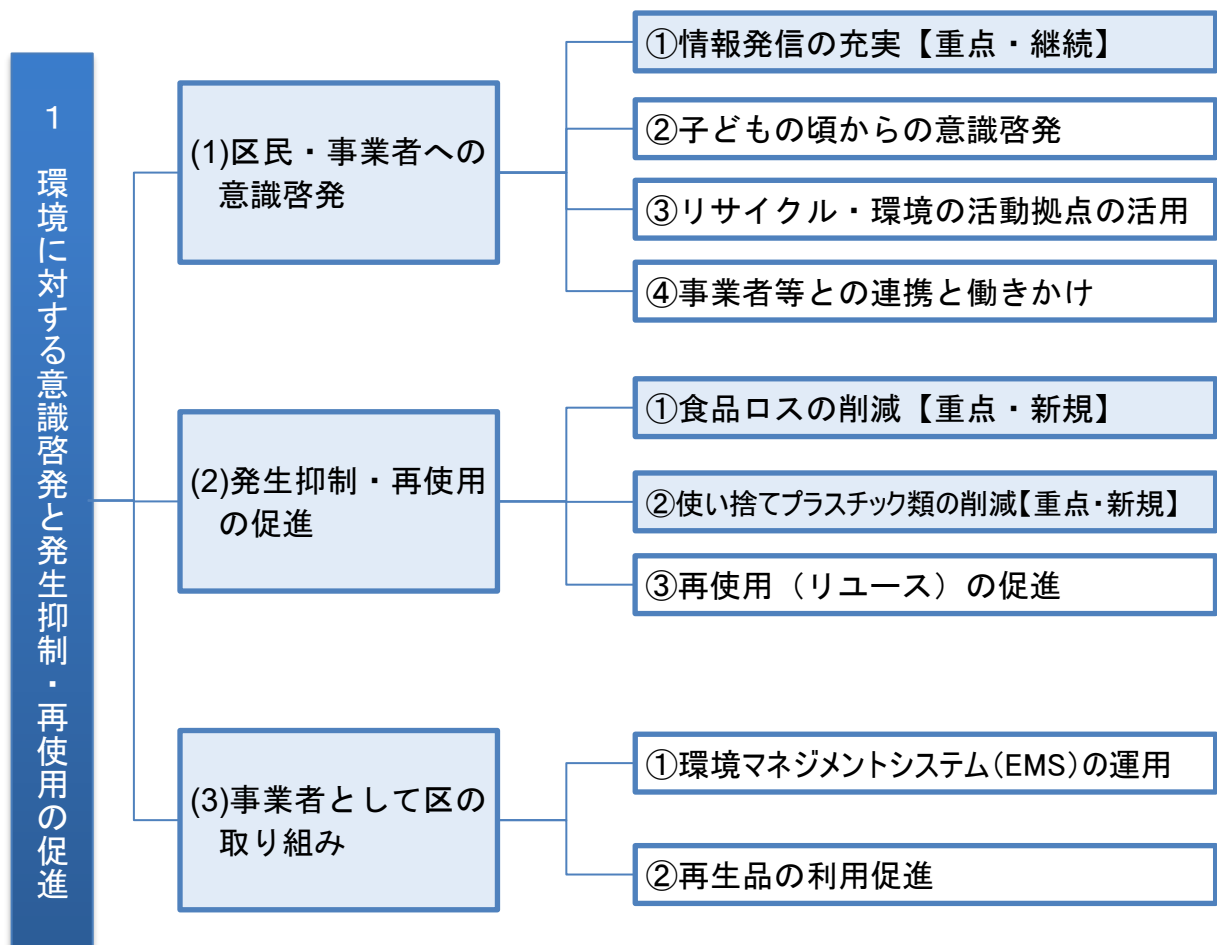 1 環境に対する意識啓発と発生抑制・再使用の促進
(1)区民・事業者への
意識啓発
①情報発信の充実【重点・継続】
②子どもの頃からの意識啓発
③リサイクル・環境の活動拠点の活用
④事業者等との連携と働きかけ
(2)発生抑制・再使用
の促進
①食品ロスの削減【重点・新規】
②使い捨てプラスチック類の削減【重点・新規】
③再使用（リユース）の促進
(3)事業者として区の
取り組み
①環境マネジメントシステム(EMS)の運用
②再生品の利用促進